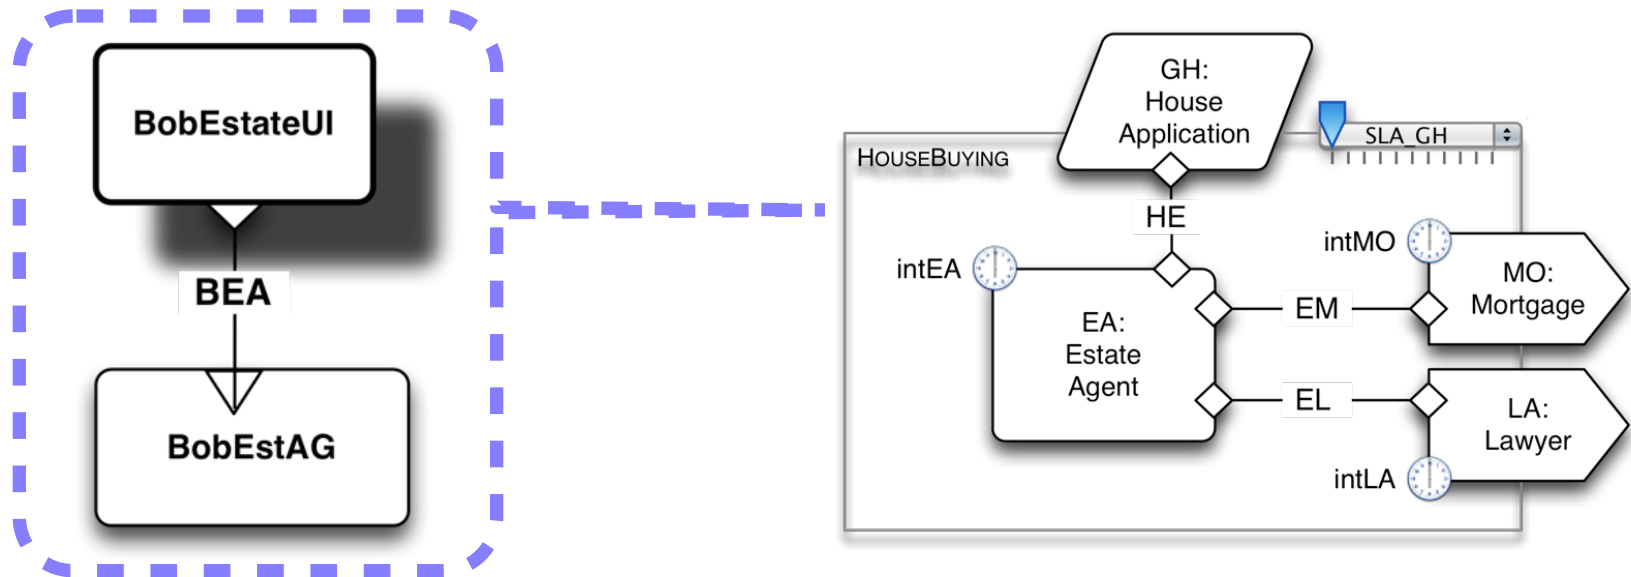 BobEstateUI
BEA
BobEstAG
GH:
House
Application
SLA_GH
HOUSEBUYING
HE
intEA
intMO
MO:
Mortgage
EM
EA:
Estate
Agent
EL
LA:
Lawyer
intLA